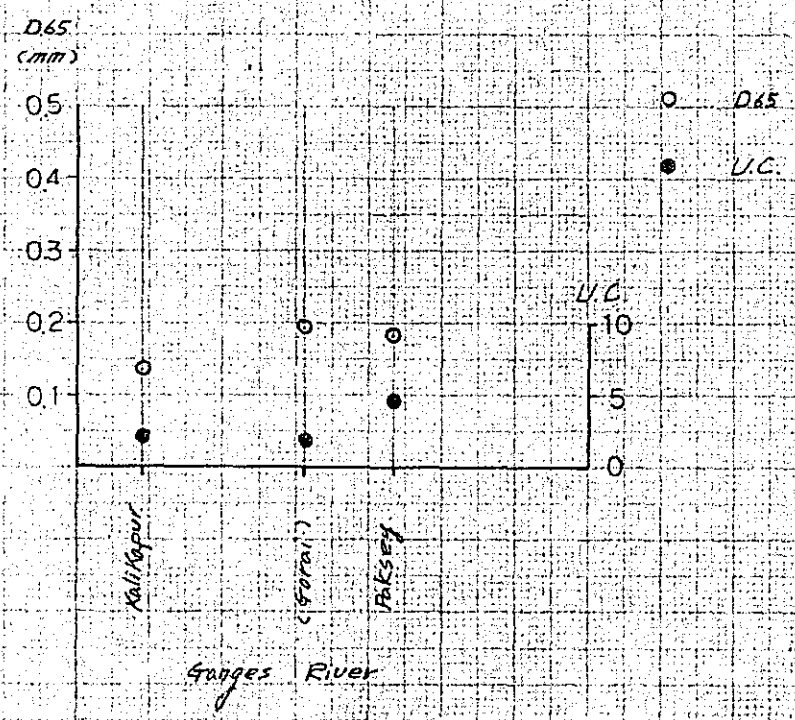 D65
(mm)
0.5
0.4
0.3
0.2
0.1
D65
U.C.
U.C.
10
5
0
Kalikapur
(Gorai)
Paksey
Ganges River